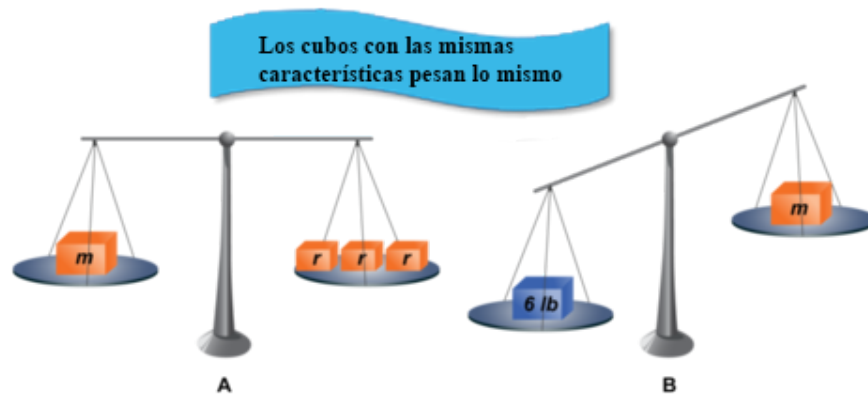 Los cubos con las mismas
características pesan lo mismo
m
r r r
6 lb
m
A
B